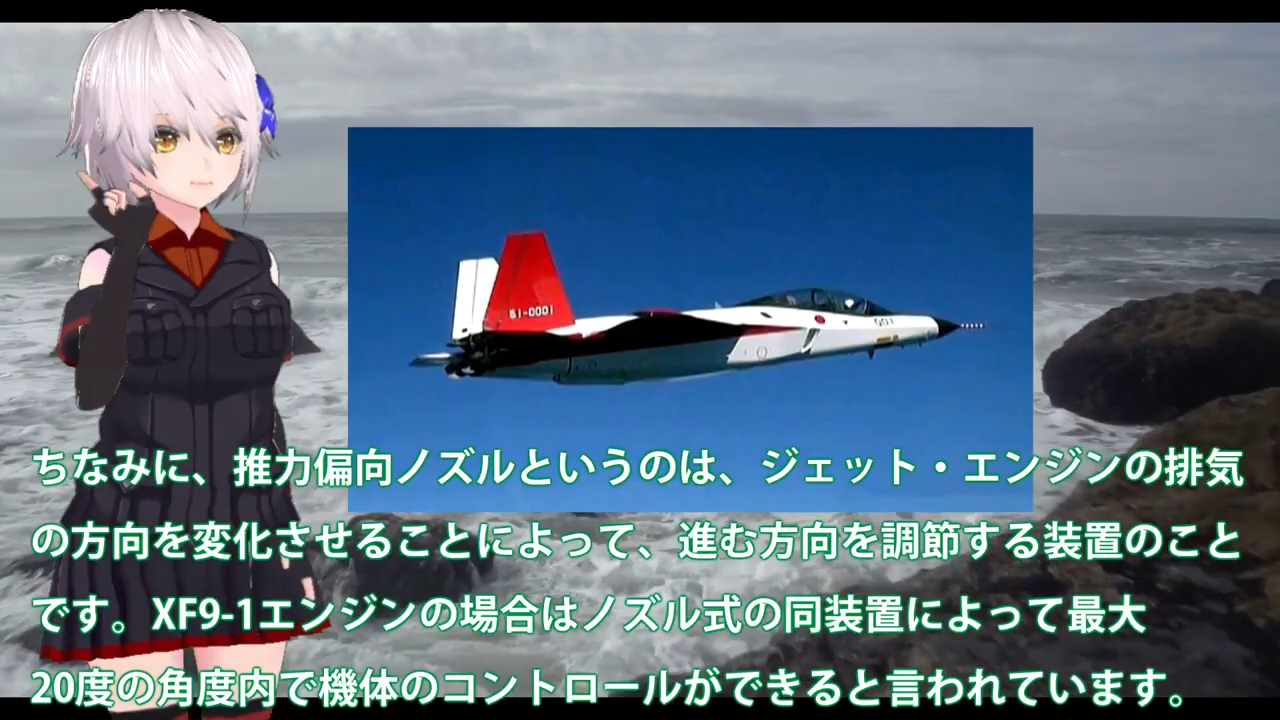 51-0001
001
ちなみに、推力偏向ノズルというのは、ジェット・エンジンの排気
の方向を変化させることによって、進む方向を調節する装置のこと
です。XF9-1エンジンの場合はノズル式の同装置によって最大
20度の角度内で機体のコントロールができると言われています。